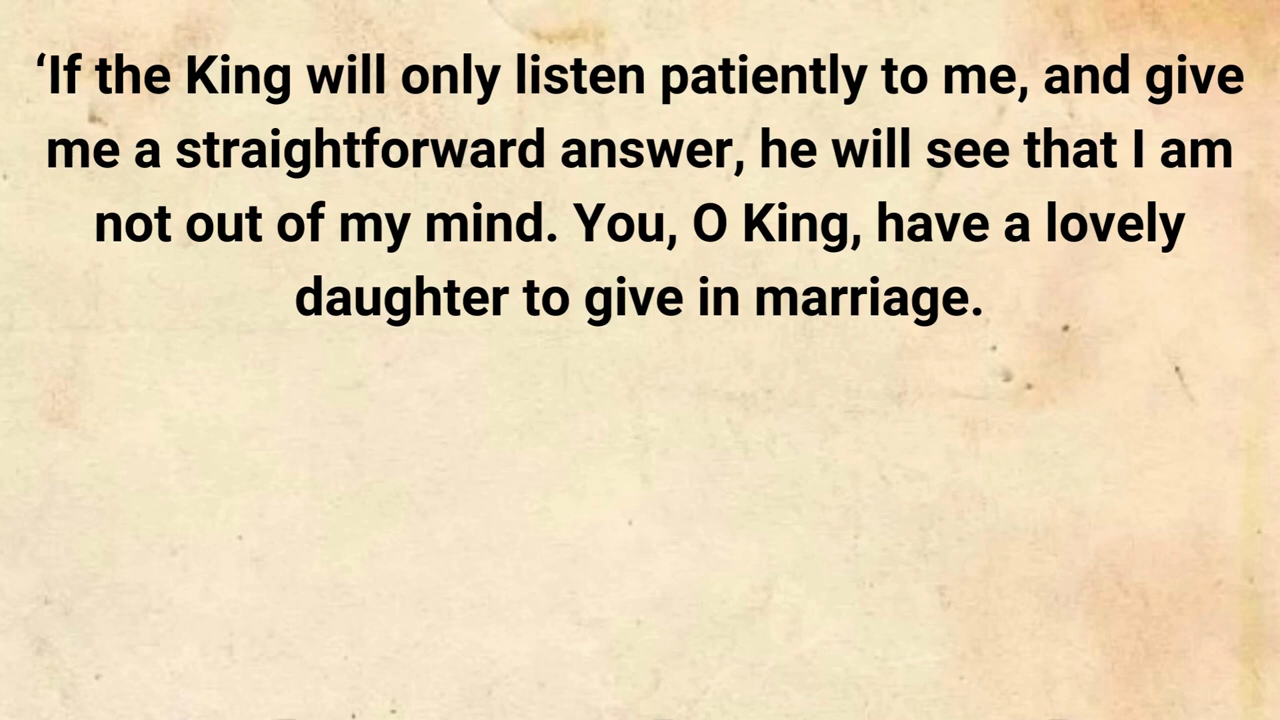 ‘If the King will only listen patiently to me, and give
me a straightforward answer, he will see that I am
not out of my mind. You, O King, have a lovely
daughter to give in marriage.